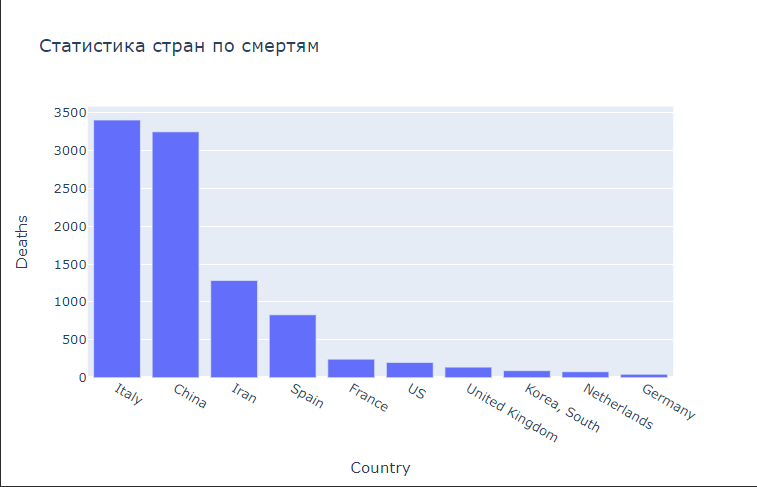 Статистика стран по смертям
3500
3000
2500
2000
1500
1000
500
0
Deaths
Italy
China
Iran
Spain
France
US
United Kingdom
Korea, South
Netherlands
Germany
Country